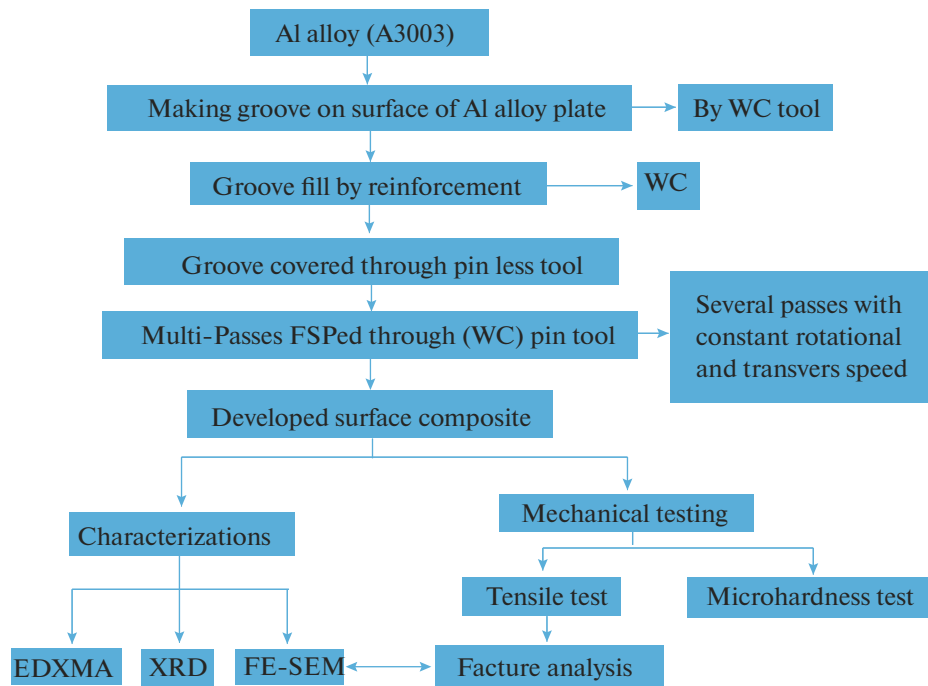 Al alloy (A3003)
Making groove on surface of Al alloy plate
By WC tool
Groove fill by reinforcement
WC
Groove covered through pin less tool
Multi-Passes FSPed through (WC) pin tool
Several passes with
constant rotational
and transvers speed
Developed surface composite
Characterizations
Mechanical testing
Tensile test
Microhardness test
EDXMA
XRD
FE-SEM
Facture analysis